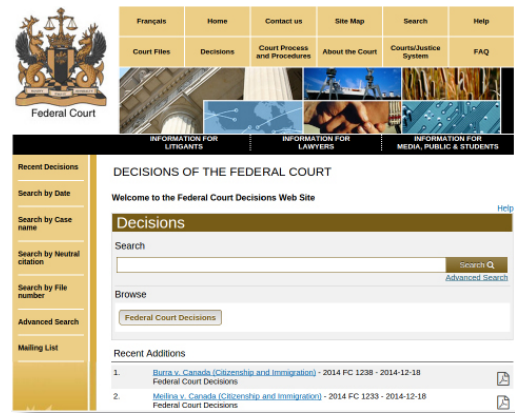 Français Home Contact us Site Map Search Help
Court Files Decisions Court Process and Procedures About the Court Courts/Justice System FAQ
Federal Court
INFORMATION FOR LITIGANTS INFORMATION FOR LAWYERS INFORMATION FOR MEDIA, PUBLIC & STUDENTS
Recent Decisions
Search by Date
Search by Case name
Search by Neutral citation
Search by File number
Advanced Search
Mailing List
DECISIONS OF THE FEDERAL COURT
Welcome to the Federal Court Decisions Web Site
Help
Decisions
Search
Search
Advanced Search
Browse
Federal Court Decisions
Recent Additions
1. Burra v. Canada (Citizenship and Immigration) - 2014 FC 1238 - 2014-12-18
Federal Court Decisions
2. Meilina v. Canada (Citizenship and Immigration) - 2014 FC 1233 - 2014-12-18
Federal Court Decisions